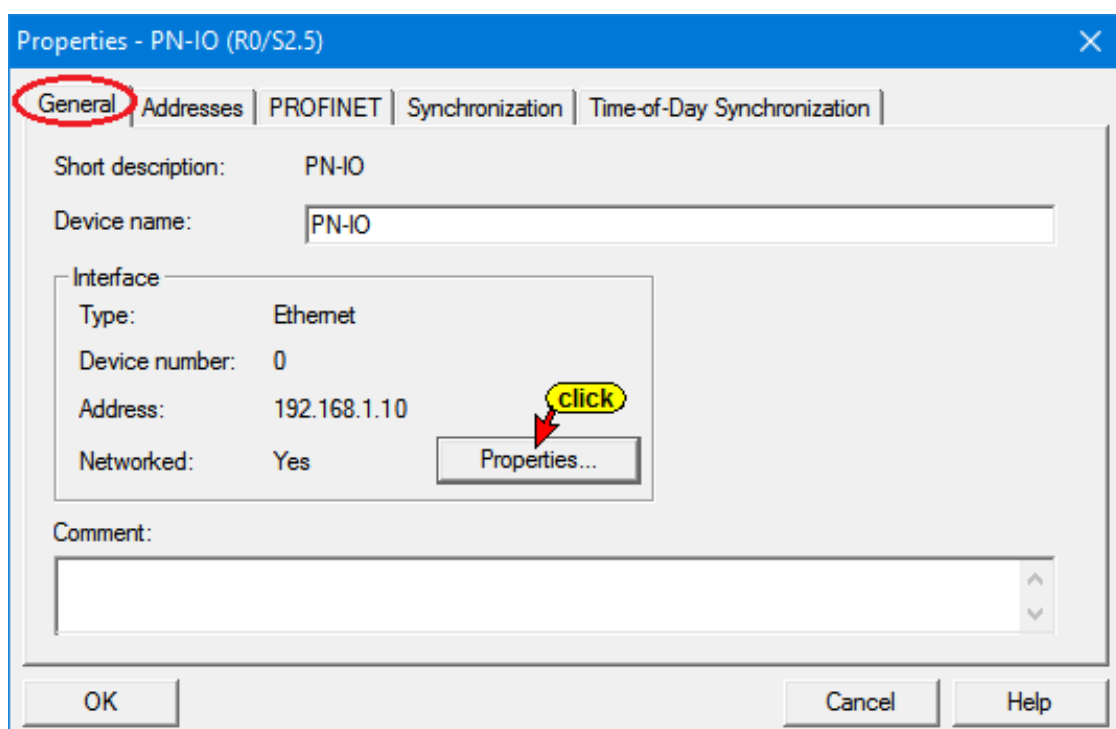 Properties - PN-IO (R0/S2.5)
General Addresses PROFINET Synchronization Time-of-Day Synchronization
Short description: PN-IO
Device name: PN-IO
Interface
Type: Ethernet
Device number: 0
Address: 192.168.1.10
click
Networked: Yes Properties...
Comment:
OK Cancel Help